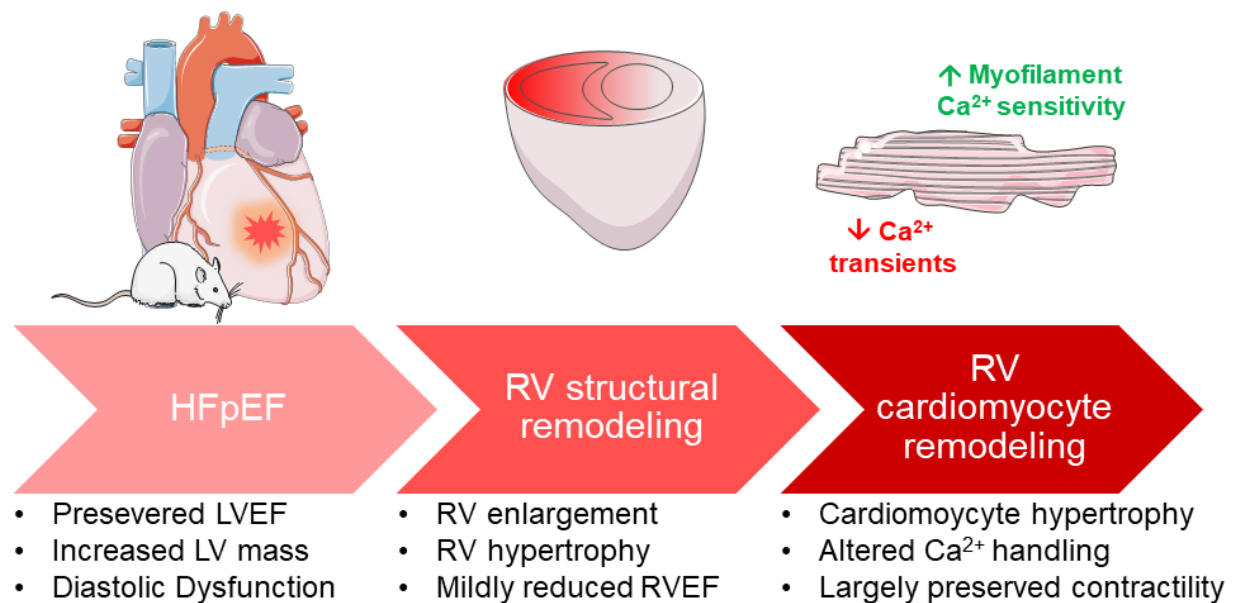 ↑ Myofilament
Ca²⁺ sensitivity
↓ Ca²⁺
transients
HFpEF
RV structural
remodeling
RV
cardiomyocyte
remodeling
• Presevered LVEF
• Increased LV mass
• Diastolic Dysfunction
• RV enlargement
• RV hypertrophy
• Mildly reduced RVEF
• Cardiomoycyte hypertrophy
• Altered Ca²⁺ handling
• Largely preserved contractility